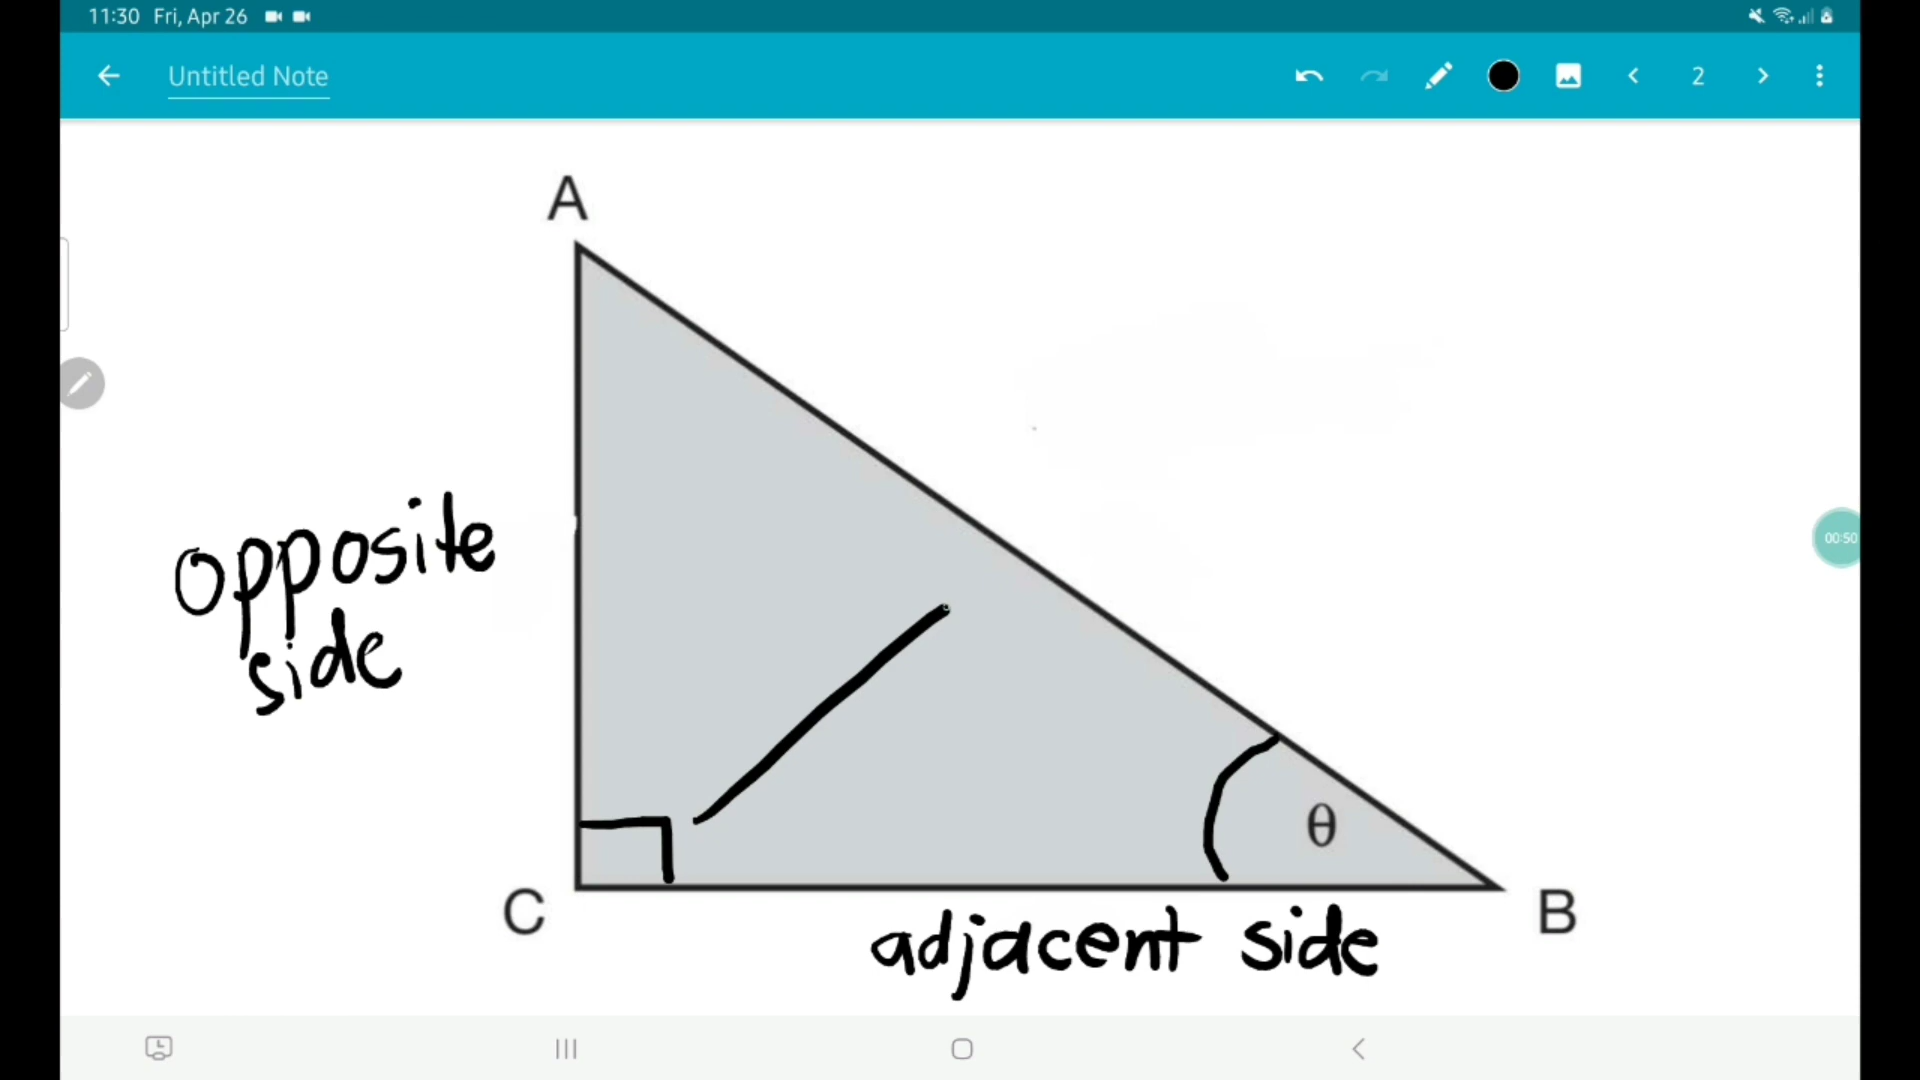 11:30 Fri, Apr 26
Untitled Note
2
A
opposite
side
00:50
θ
C
B
adjacent side